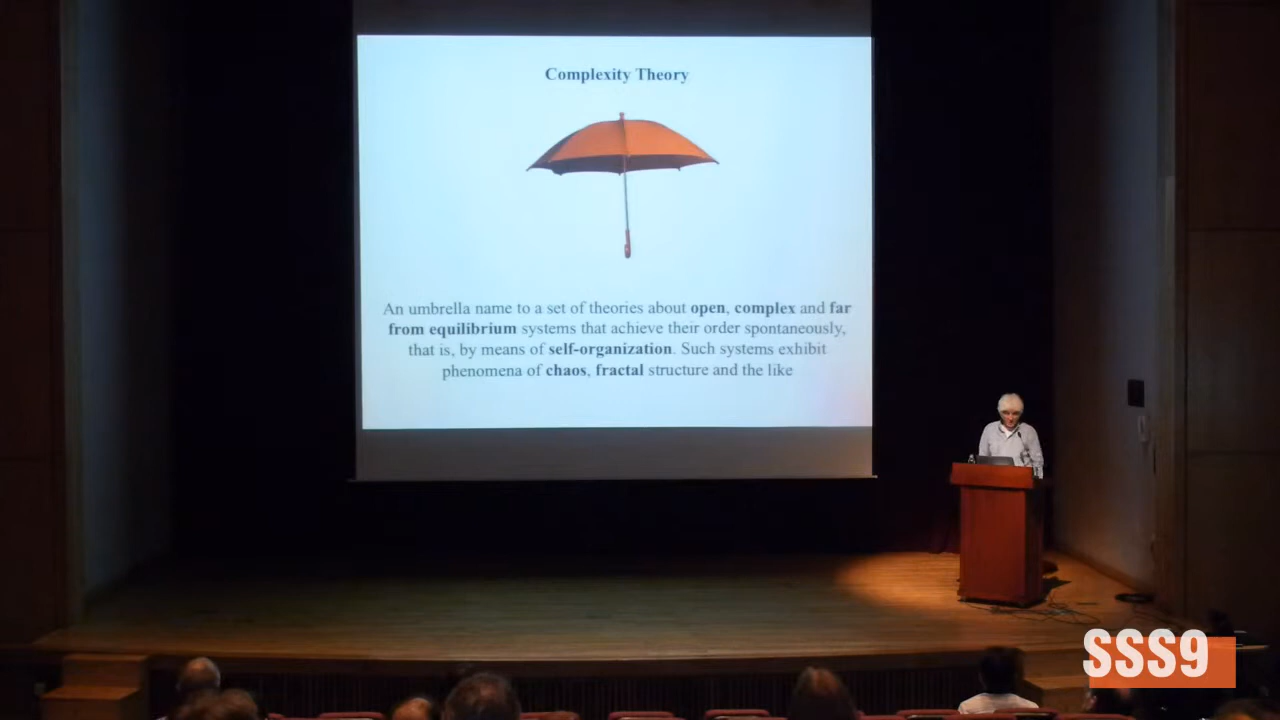 Complexity Theory
An umbrella name to a set of theories about open, complex and far
from equilibrium systems that achieve their order spontaneously,
that is, by means of self-organization. Such systems exhibit
phenomena of chaos, fractal structure and the like
SSS9